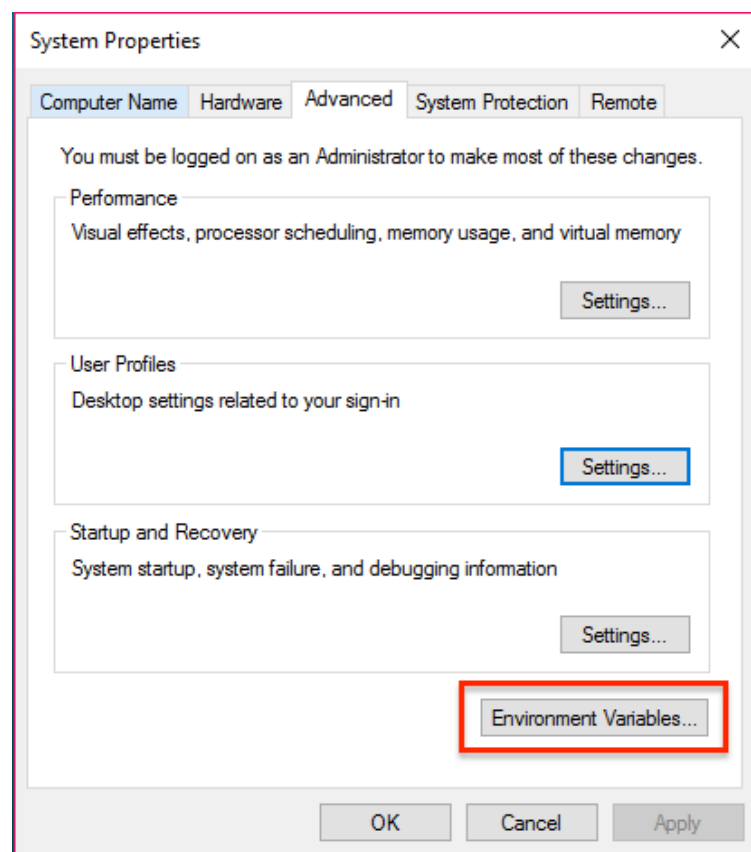 System Properties
Computer Name Hardware Advanced System Protection Remote
You must be logged on as an Administrator to make most of these changes.
Performance
Visual effects, processor scheduling, memory usage, and virtual memory
Settings...
User Profiles
Desktop settings related to your sign-in
Settings...
Startup and Recovery
System startup, system failure, and debugging information
Settings...
Environment Variables...
OK Cancel Apply